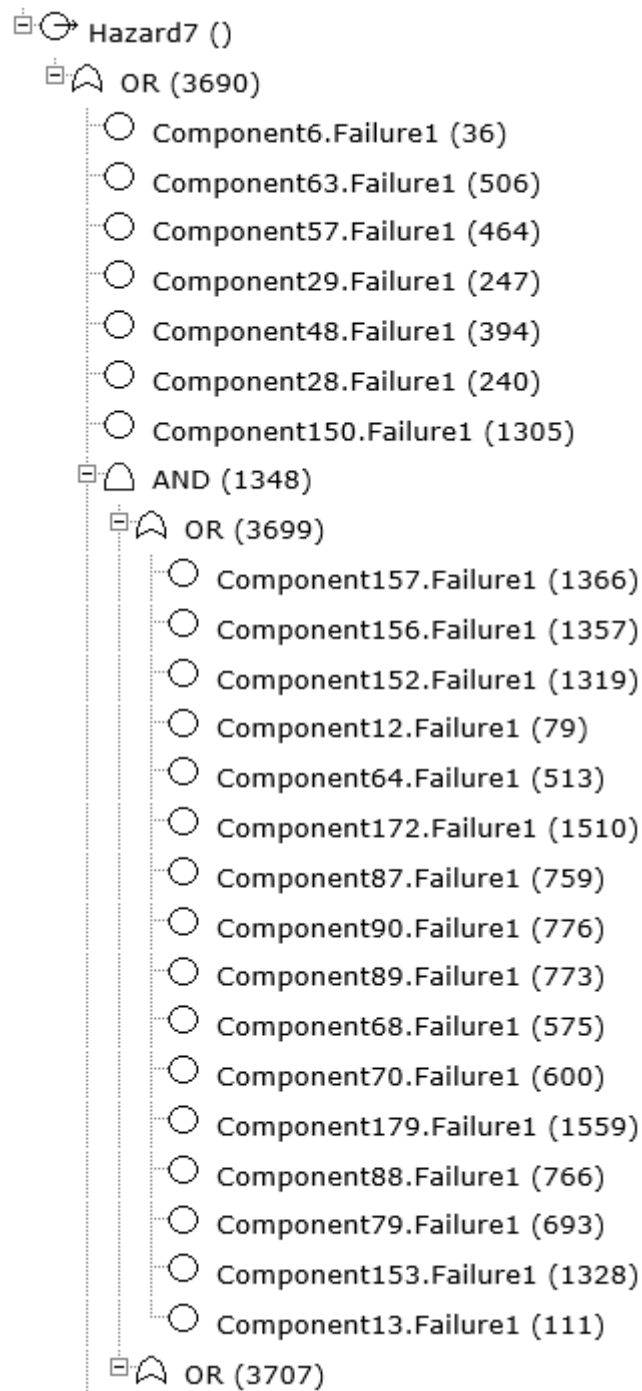 Hazard7 ()
OR (3690)
Component6.Failure1 (36)
Component63.Failure1 (506)
Component57.Failure1 (464)
Component29.Failure1 (247)
Component48.Failure1 (394)
Component28.Failure1 (240)
Component150.Failure1 (1305)
AND (1348)
OR (3699)
Component157.Failure1 (1366)
Component156.Failure1 (1357)
Component152.Failure1 (1319)
Component12.Failure1 (79)
Component64.Failure1 (513)
Component172.Failure1 (1510)
Component87.Failure1 (759)
Component90.Failure1 (776)
Component89.Failure1 (773)
Component68.Failure1 (575)
Component70.Failure1 (600)
Component179.Failure1 (1559)
Component88.Failure1 (766)
Component79.Failure1 (693)
Component153.Failure1 (1328)
Component13.Failure1 (111)
OR (3707)